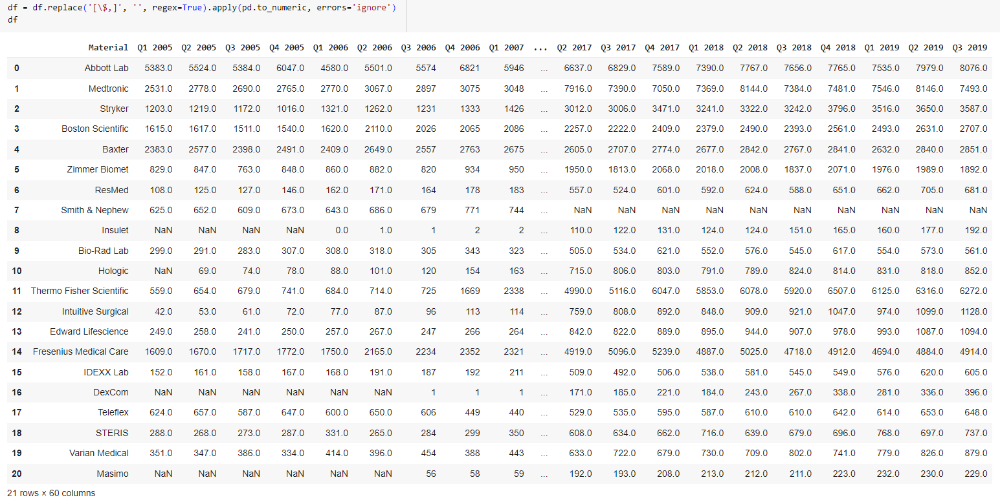 df = df.replace('[\$,]', '', regex=True).apply(pd.to_numeric, errors='ignore')
df
Material Q1 2005 Q2 2005 Q3 2005 Q4 2005 Q1 2006 Q2 2006 Q3 2006 Q4 2006 Q1 2007 ... Q2 2017 Q3 2017 Q4 2017 Q1 2018 Q2 2018 Q3 2018 Q4 2018 Q1 2019 Q2 2019 Q3 2019
0 Abbott Lab 5383.0 5524.0 5384.0 6047.0 4580.0 5501.0 5574 6821 5946 ... 6637.0 6829.0 7589.0 7390.0 7767.0 7656.0 7765.0 7535.0 7979.0 8076.0
1 Medtronic 2531.0 2778.0 2690.0 2765.0 2770.0 3067.0 2897 3075 3048 ... 7916.0 7390.0 7050.0 7369.0 8144.0 7384.0 7481.0 7546.0 8146.0 7493.0
2 Stryker 1203.0 1219.0 1172.0 1016.0 1321.0 1262.0 1231 1333 1426 ... 3012.0 3006.0 3471.0 3241.0 3322.0 3242.0 3796.0 3516.0 3650.0 3587.0
3 Boston Scientific 1615.0 1617.0 1511.0 1540.0 1620.0 2110.0 2026 2065 2086 ... 2257.0 2222.0 2409.0 2379.0 2490.0 2393.0 2561.0 2493.0 2631.0 2707.0
4 Baxter 2383.0 2577.0 2398.0 2491.0 2409.0 2649.0 2557 2763 2675 ... 2605.0 2707.0 2774.0 2677.0 2842.0 2767.0 2841.0 2632.0 2840.0 2851.0
5 Zimmer Biomet 829.0 847.0 763.0 848.0 860.0 882.0 820 934 950 ... 1950.0 1813.0 2068.0 2018.0 2008.0 1837.0 2071.0 1976.0 1989.0 1892.0
6 ResMed 108.0 125.0 127.0 146.0 162.0 171.0 164 178 183 ... 557.0 524.0 601.0 592.0 624.0 588.0 651.0 662.0 705.0 681.0
7 Smith & Nephew 625.0 652.0 609.0 673.0 643.0 686.0 679 771 744 ... NaN NaN NaN NaN NaN NaN NaN NaN NaN NaN
8 Insulet NaN NaN NaN NaN 0.0 1.0 1 2 2 ... 110.0 122.0 131.0 124.0 124.0 151.0 165.0 160.0 177.0 192.0
9 Bio-Rad Lab 299.0 291.0 283.0 307.0 308.0 318.0 305 343 323 ... 505.0 534.0 621.0 552.0 576.0 545.0 617.0 554.0 573.0 561.0
10 Hologic NaN 69.0 74.0 78.0 88.0 101.0 120 154 163 ... 715.0 806.0 803.0 791.0 789.0 824.0 814.0 831.0 818.0 852.0
11 Thermo Fisher Scientific 559.0 654.0 679.0 741.0 684.0 714.0 725 1669 2338 ... 4990.0 5116.0 6047.0 5853.0 6078.0 5920.0 6507.0 6125.0 6316.0 6272.0
12 Intuitive Surgical 42.0 53.0 61.0 72.0 77.0 87.0 96 113 114 ... 759.0 808.0 892.0 848.0 909.0 921.0 1047.0 974.0 1099.0 1128.0
13 Edward Lifescience 249.0 258.0 241.0 250.0 257.0 267.0 247 266 264 ... 842.0 822.0 889.0 895.0 944.0 907.0 978.0 993.0 1087.0 1094.0
14 Fresenius Medical Care 1609.0 1670.0 1717.0 1772.0 1750.0 2165.0 2234 2352 2321 ... 4919.0 5096.0 5239.0 4887.0 5025.0 4718.0 4912.0 4694.0 4884.0 4914.0
15 IDEXX Lab 152.0 161.0 158.0 167.0 168.0 191.0 187 192 211 ... 509.0 492.0 506.0 538.0 581.0 545.0 549.0 576.0 620.0 605.0
16 DexCom NaN NaN NaN NaN NaN NaN 1 1 1 ... 171.0 185.0 221.0 184.0 243.0 267.0 338.0 281.0 336.0 396.0
17 Teleflex 624.0 657.0 587.0 647.0 600.0 650.0 606 449 440 ... 529.0 535.0 595.0 587.0 610.0 610.0 642.0 614.0 653.0 648.0
18 STERIS 288.0 268.0 273.0 287.0 331.0 265.0 284 299 350 ... 608.0 634.0 662.0 716.0 639.0 679.0 696.0 768.0 697.0 737.0
19 Varian Medical 351.0 347.0 386.0 334.0 414.0 396.0 454 388 443 ... 633.0 722.0 679.0 730.0 709.0 802.0 741.0 779.0 826.0 879.0
20 Masimo NaN NaN NaN NaN NaN NaN 56 58 59 ... 192.0 193.0 208.0 213.0 212.0 211.0 223.0 232.0 230.0 229.0
21 rows × 60 columns